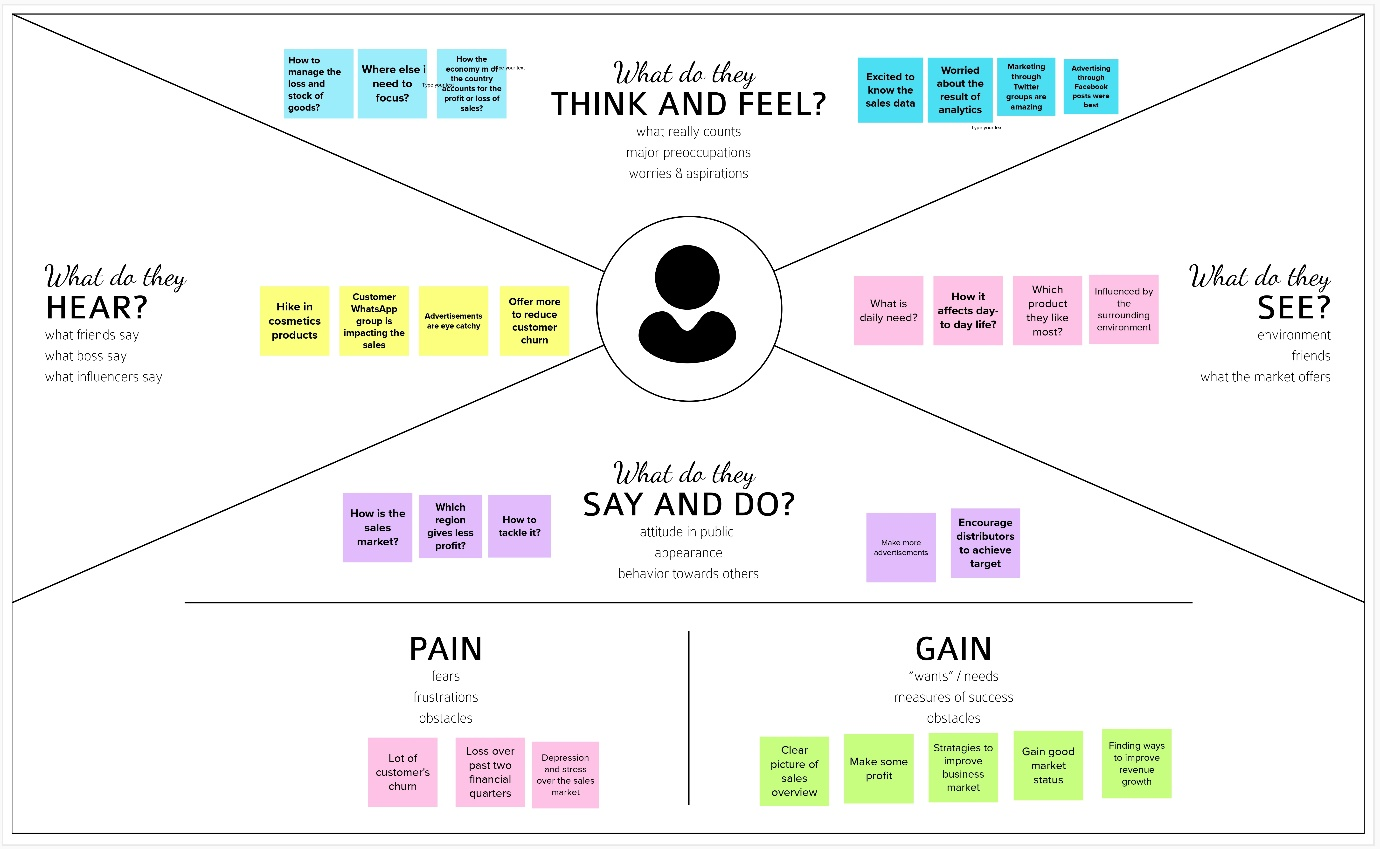 How to
manage the
loss and
stock of
goods?
Where else i
need to
focus?
How the
economy m of
the country
accounts for the
profit or loss of
sales?
Type your text
Type your text
What do they
THINK AND FEEL?
what really counts
major preoccupations
worries & aspirations
Excited to
know the
sales data
Worried
about the
result of
analytics
Marketing
through
Twitter
groups are
amazing
Advertising
through
Facebook
posts were
best
Type your text
What do they
HEAR?
what friends say
what boss say
what influencers say
Hike in
cosmetics
products
Customer
WhatsApp
group is
impacting the
sales
Advertisements
are eye catchy
Offer more
to reduce
customer
churn
What is
daily need?
How it
affects day-
to day life?
Which
product
they like
most?
Influenced by
the
surrounding
environment
What do they
SEE?
environment
friends
what the market offers
How is the
sales
market?
Which
region
gives less
profit?
How to
tackle it?
What do they
SAY AND DO?
attitude in public
appearance
behavior towards others
Make more
advertisements
Encourage
distributors
to achieve
target
PAIN
fears
frustrations
obstacles
Lot of
customer's
churn
Loss over
past two
financial
quarters
Depression
and stress
over the sales
market
GAIN
"wants" / needs
measures of success
obstacles
Clear
picture of
sales
overview
Make some
profit
Stratagies to
improve
business
market
Gain good
market
status
Finding ways
to improve
revenue
growth